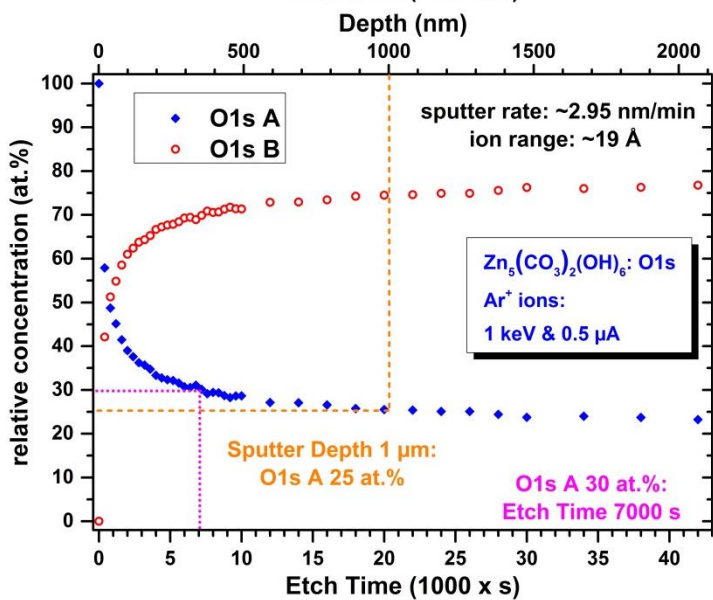 Depth (nm)
0 500 1000 1500 2000
100
90
80
70
60
50
40
30
20
10
0
relative concentration (at.%)
O1s A
O1s B
sputter rate: ~2.95 nm/min
ion range: ~19 Å
Zn₅(CO₃)₂(OH)₆: O1s
Ar⁺ ions:
1 keV & 0.5 µA
Sputter Depth 1 µm:
O1s A 25 at.%
O1s A 30 at.%:
Etch Time 7000 s
0 5 10 15 20 25 30 35 40
Etch Time (1000 x s)